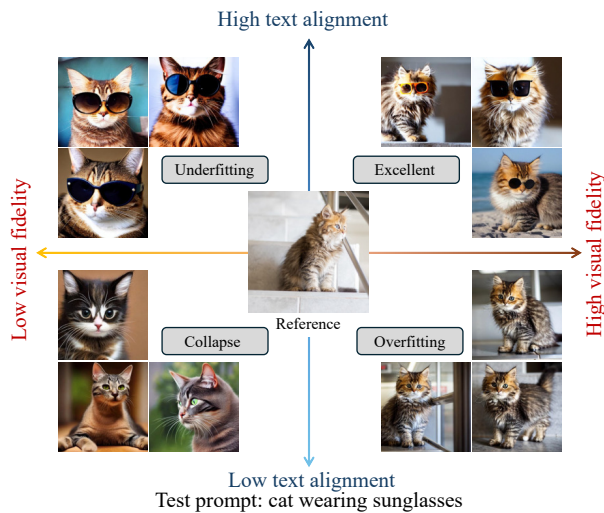 High text alignment
Underfitting
Excellent
Low visual fidelity
High visual fidelity
Reference
Collapse
Overfitting
Low text alignment
Test prompt: cat wearing sunglasses